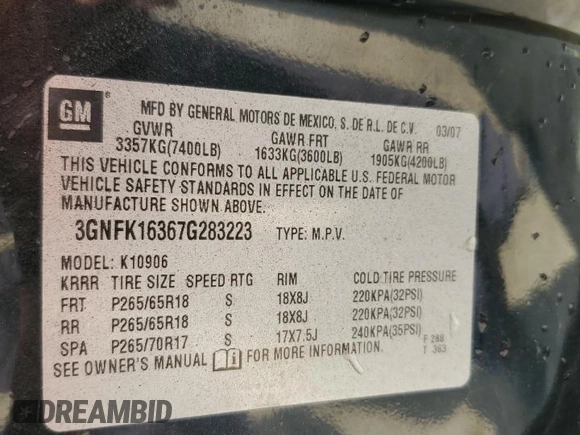 GM
MFD BY GENERAL MOTORS DE MEXICO, S. DE R.L. DE C.V. 03/07
GVWR GAWR FRT GAWR RR
3357KG(7400LB) 1633KG(3600LB) 1905KG(4200LB)
THIS VEHICLE CONFORMS TO ALL APPLICABLE U.S. FEDERAL MOTOR
VEHICLE SAFETY STANDARDS IN EFFECT ON THE DATE OF
MANUFACTURE SHOWN ABOVE.
3GNFK16367G283223 TYPE: M.P.V.
MODEL: K10906
KRRR TIRE SIZE SPEED RTG RIM COLD TIRE PRESSURE
FRT P265/65R18 S 18X8J 220KPA(32PSI)
RR P265/65R18 S 18X8J 220KPA(32PSI)
SPA P265/70R17 S 17X7.5J 240KPA(35PSI)
SEE OWNER'S MANUAL i FOR MORE INFORMATION.
F 280
T 363
DREAMBID